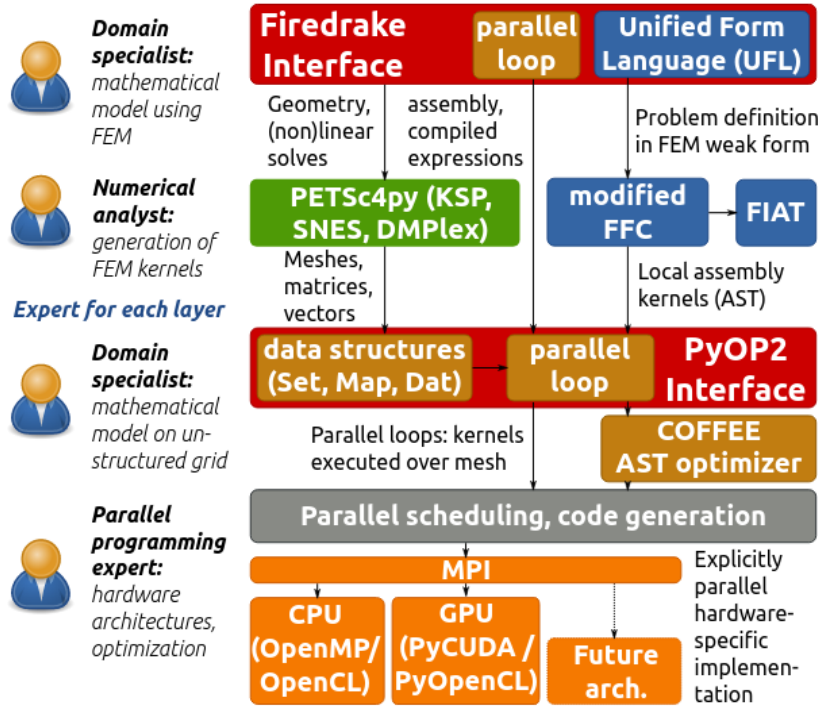 Domain
specialist:
mathematical
model using
FEM
Firedrake
Interface
parallel
loop
Unified Form
Language (UFL)
Geometry,
(non)linear
solves
assembly,
compiled
expressions
Problem definition
in FEM weak form
Numerical
analyst:
generation of
FEM kernels
PETSc4py (KSP,
SNES, DMPlex)
modified
FFC
FIAT
Meshes,
matrices,
vectors
Local assembly
kernels (AST)
Expert for each layer
Domain
specialist:
mathematical
model on un-
structured grid
data structures
(Set, Map, Dat)
parallel
loop
PyOP2
Interface
Parallel loops: kernels
executed over mesh
COFFEE
AST optimizer
Parallel
programming
expert:
hardware
architectures,
optimization
Parallel scheduling, code generation
MPI
CPU
(OpenMP/
OpenCL)
GPU
(PyCUDA /
PyOpenCL)
Future
arch.
Explicitly
parallel
hardware-
specific
implemen-
tation